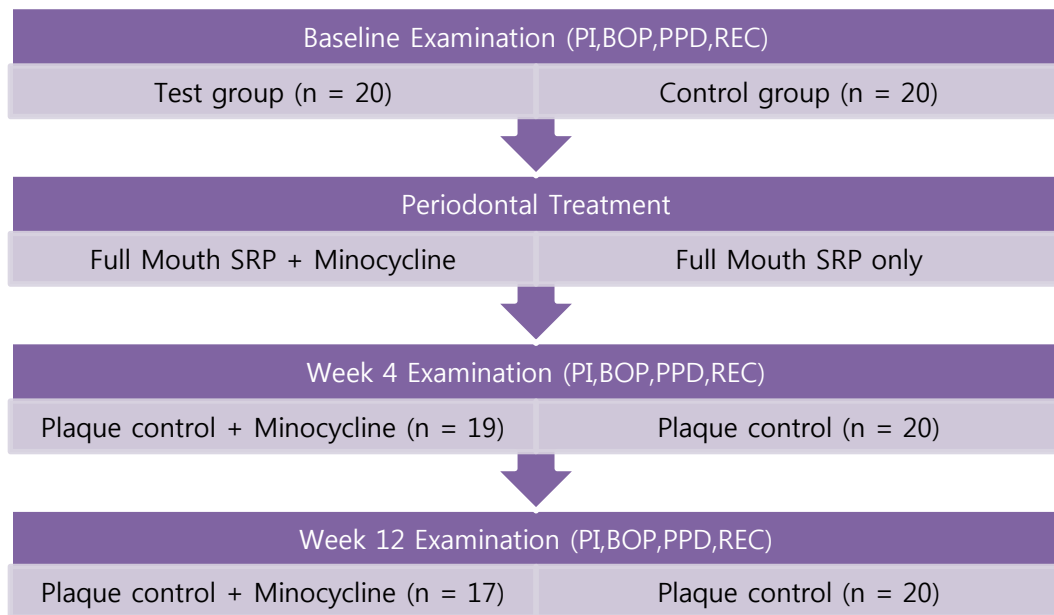 Baseline Examination (PI,BOP,PPD,REC)
Test group (n = 20)
Control group (n = 20)
Periodontal Treatment
Full Mouth SRP + Minocycline
Full Mouth SRP only
Week 4 Examination (PI,BOP,PPD,REC)
Plaque control + Minocycline (n = 19)
Plaque control (n = 20)
Week 12 Examination (PI,BOP,PPD,REC)
Plaque control + Minocycline (n = 17)
Plaque control (n = 20)